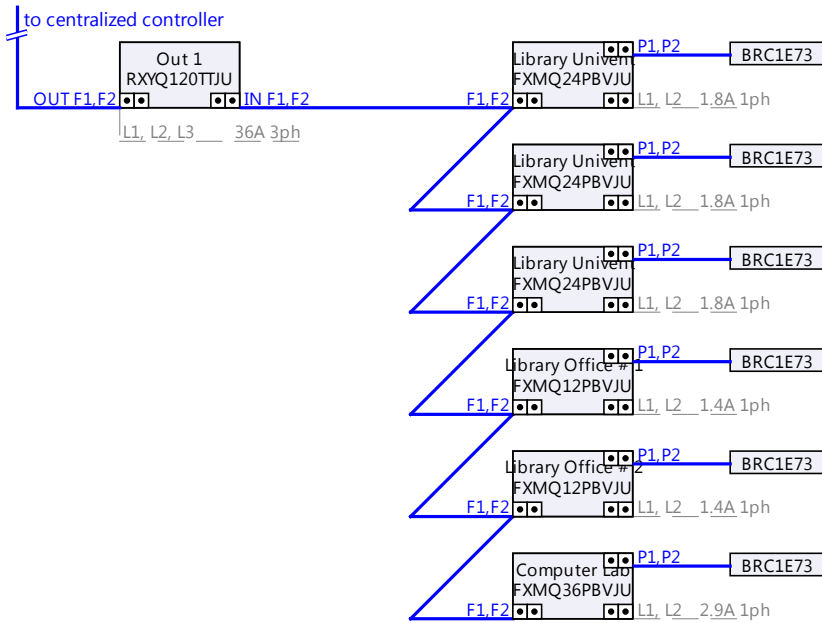 to centralized controller
Out 1
RXYQ120TTJU
OUT F1,F2
IN F1,F2
L1, L2, L3 36A 3ph
Library Univent
FXMQ24PBVJU
P1,P2
BRC1E73
F1,F2
L1, L2 1.8A 1ph
Library Univent
FXMQ24PBVJU
P1,P2
BRC1E73
F1,F2
L1, L2 1.8A 1ph
Library Univent
FXMQ24PBVJU
P1,P2
BRC1E73
F1,F2
L1, L2 1.8A 1ph
Library Office # 1
FXMQ12PBVJU
P1,P2
BRC1E73
F1,F2
L1, L2 1.4A 1ph
Library Office # 2
FXMQ12PBVJU
P1,P2
BRC1E73
F1,F2
L1, L2 1.4A 1ph
Computer Lab
FXMQ36PBVJU
P1,P2
BRC1E73
F1,F2
L1, L2 2.9A 1ph